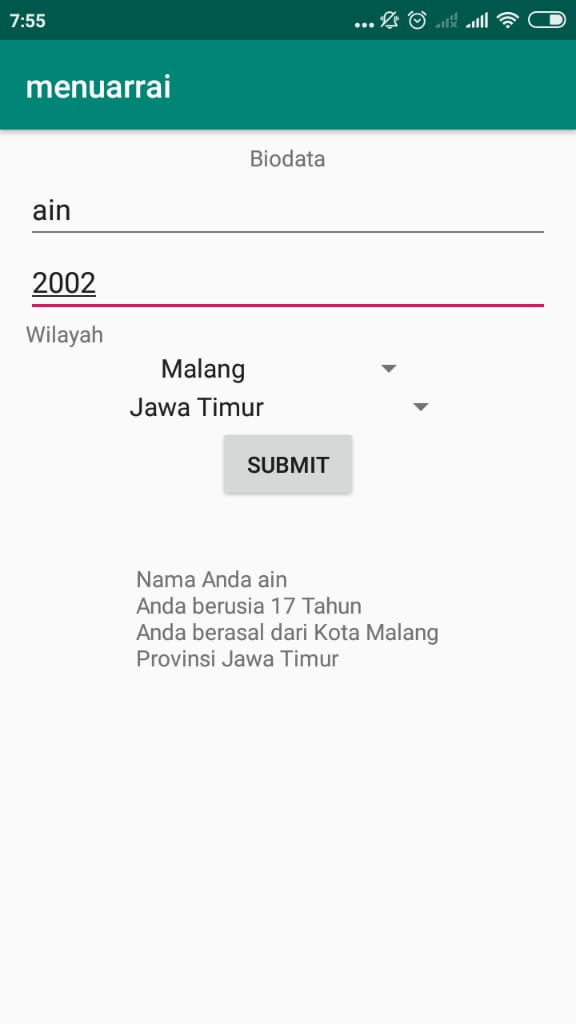 7:55
menuarrai
Biodata
ain
2002
Wilayah
Malang
Jawa Timur
SUBMIT
Nama Anda ain
Anda berusia 17 Tahun
Anda berasal dari Kota Malang
Provinsi Jawa Timur